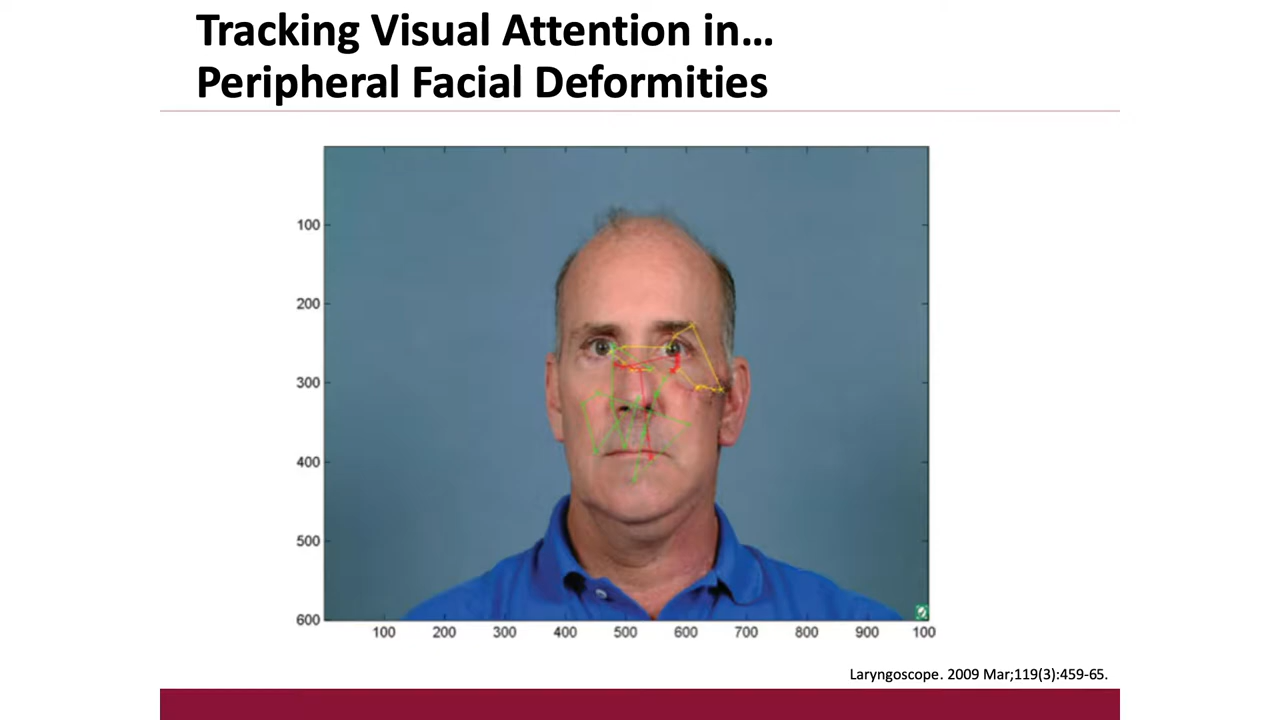 Tracking Visual Attention in…
Peripheral Facial Deformities
100
200
300
400
500
600
100 200 300 400 500 600 700 800 900 100
Laryngoscope. 2009 Mar;119(3):459-65.